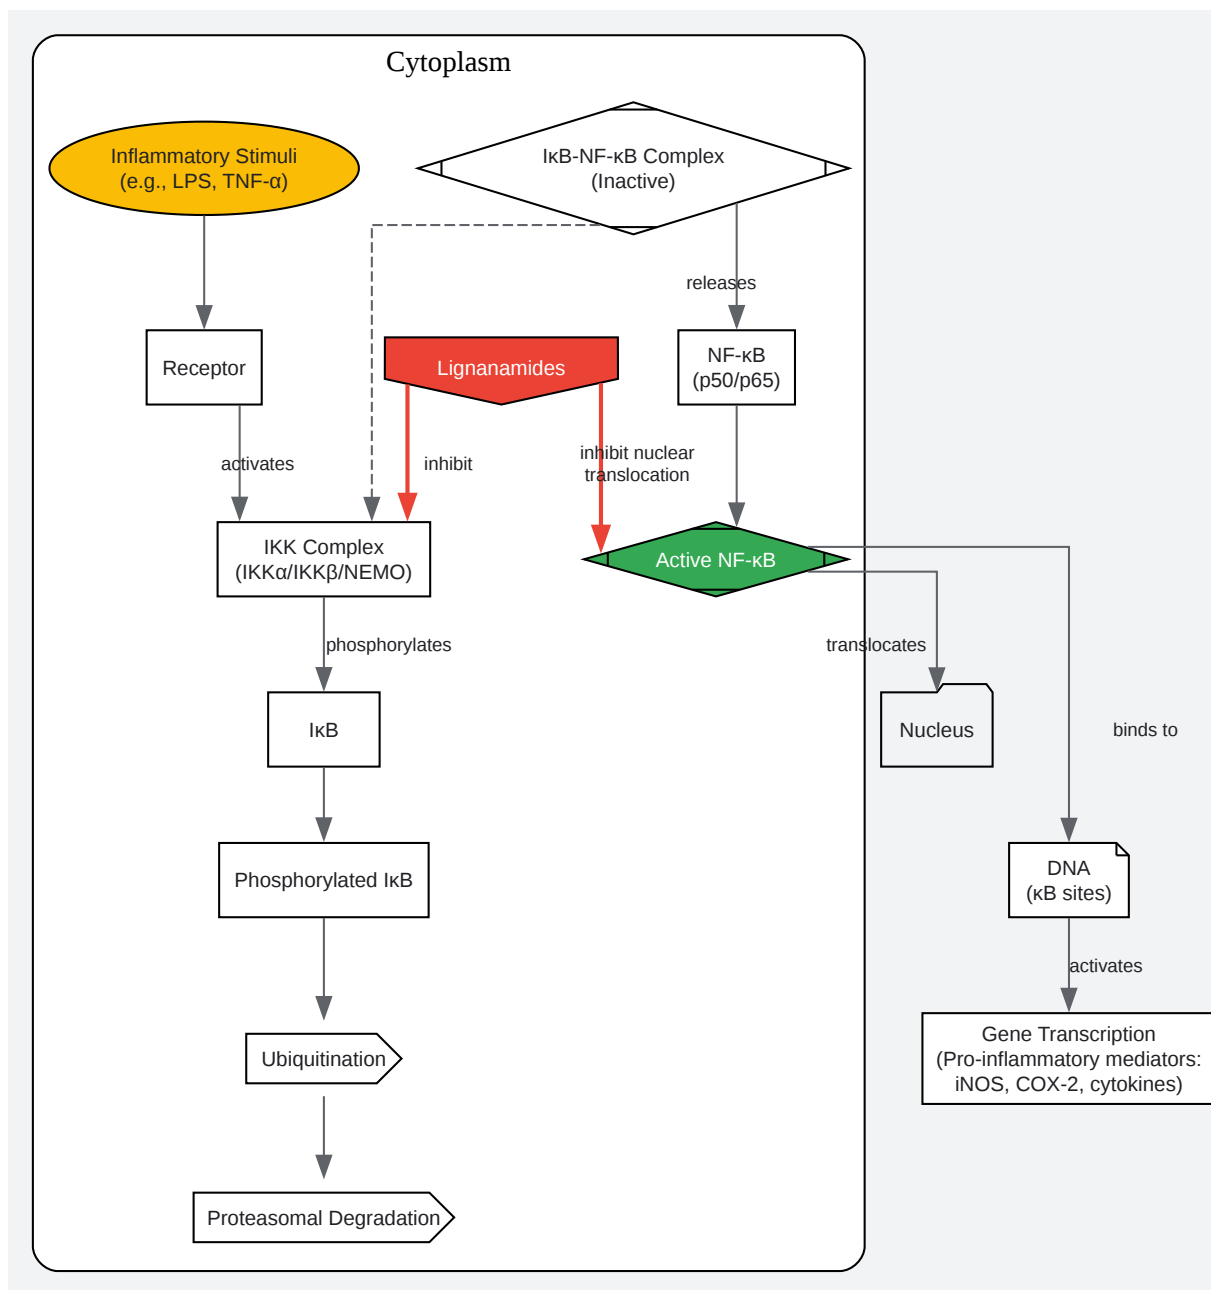 Cytoplasm
Inflammatory Stimuli
(e.g., LPS, TNF-α)
IκB-NF-κB Complex
(Inactive)
releases
Receptor
Lignanamides
NF-κB
(p50/p65)
activates
inhibit
inhibit nuclear
translocation
IKK Complex
(IKKα/IKKβ/NEMO)
Active NF-κB
phosphorylates
translocates
IκB
Nucleus
binds to
Phosphorylated IκB
DNA
(κB sites)
activates
Gene Transcription
(Pro-inflammatory mediators:
iNOS, COX-2, cytokines)
Ubiquitination
Proteasomal Degradation